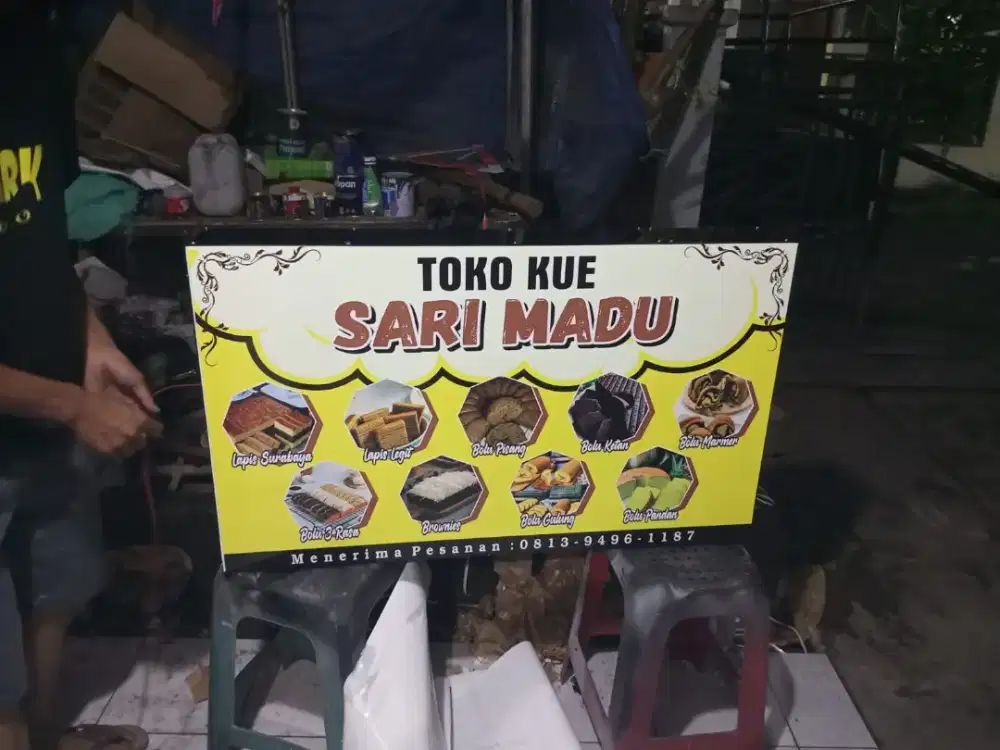 TOKO KUE
SARI MADU
Lapis Surabaya
Lapis Legit
Bolu Pisang
Bolu Ketan
Bolu Marmer
Bolu 3 Rasa
Brownies
Bolu Gulung
Bolu Pandan
Menerima Pesanan : 0813-9496-1187
RK